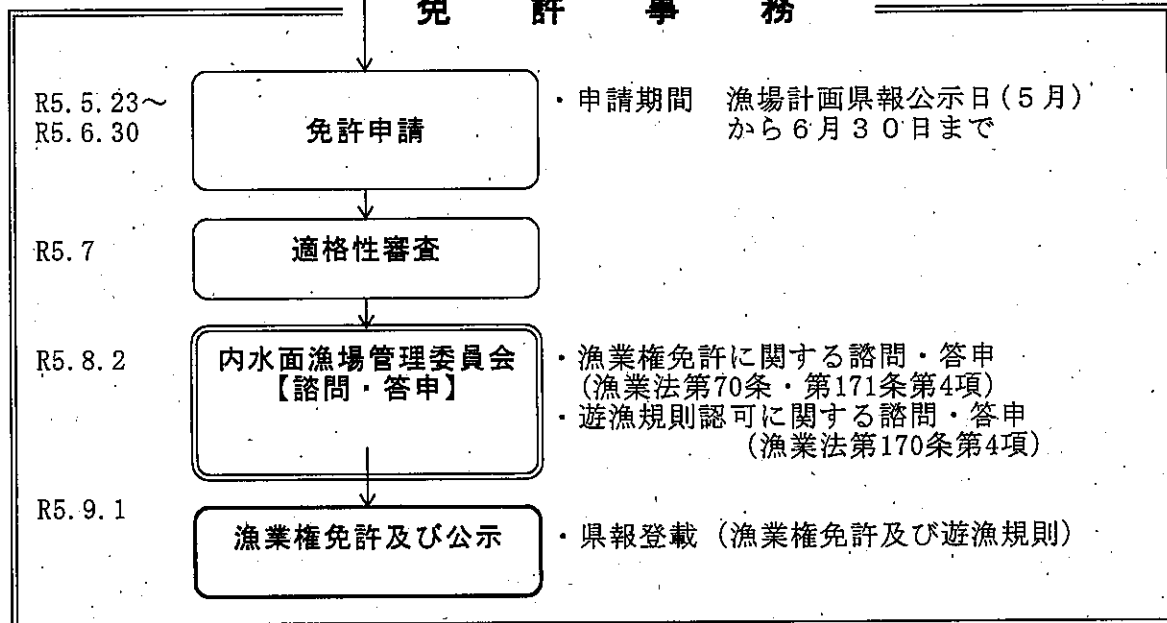 免許事務
R5.5.23～
R5.6.30
免許申請
・申請期間　漁場計画県報公示日(5月)
から6月30日まで
R5.7
適格性審査
R5.8.2
内水面漁場管理委員会
【諮問・答申】
・漁業権免許に関する諮問・答申
(漁業法第70条・第171条第4項)
・遊漁規則認可に関する諮問・答申
(漁業法第170条第4項)
R5.9.1
漁業権免許及び公示
・県報登載（漁業権免許及び遊漁規則）